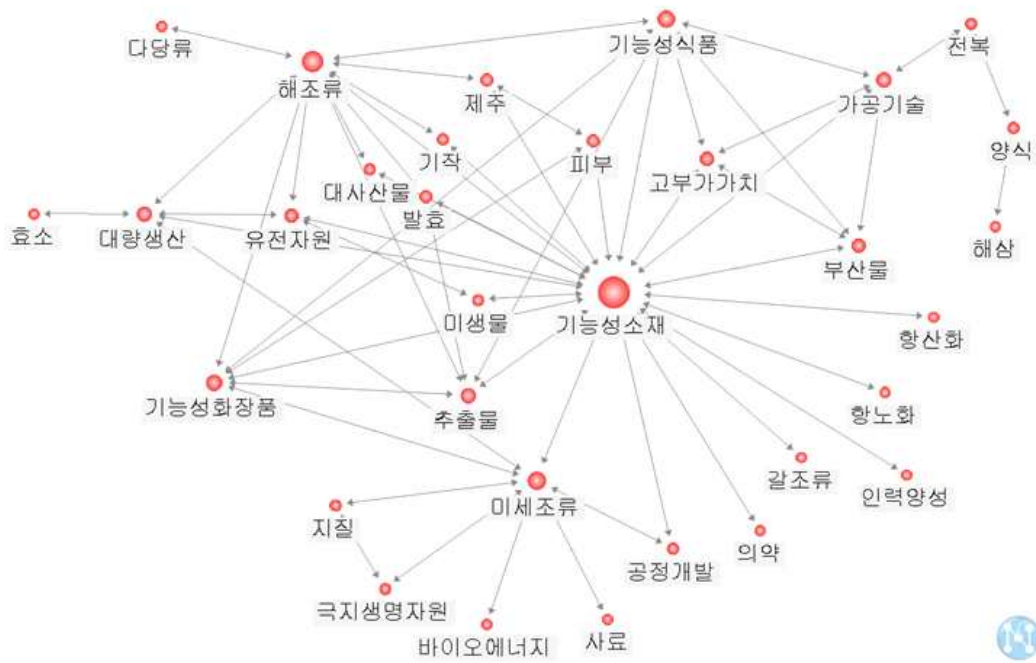 다당류
해조류
기능성식품
전복
제주
가공기술
기작
피부
양식
대사산물
고부가가치
발효
효소
대량생산
유전자원
해삼
부산물
미생물
기능성소재
항산화
기능성화장품
추출물
항노화
갈조류
인력양성
미세조류
지질
의약
공정개발
극지생명자원
바이오에너지
사료